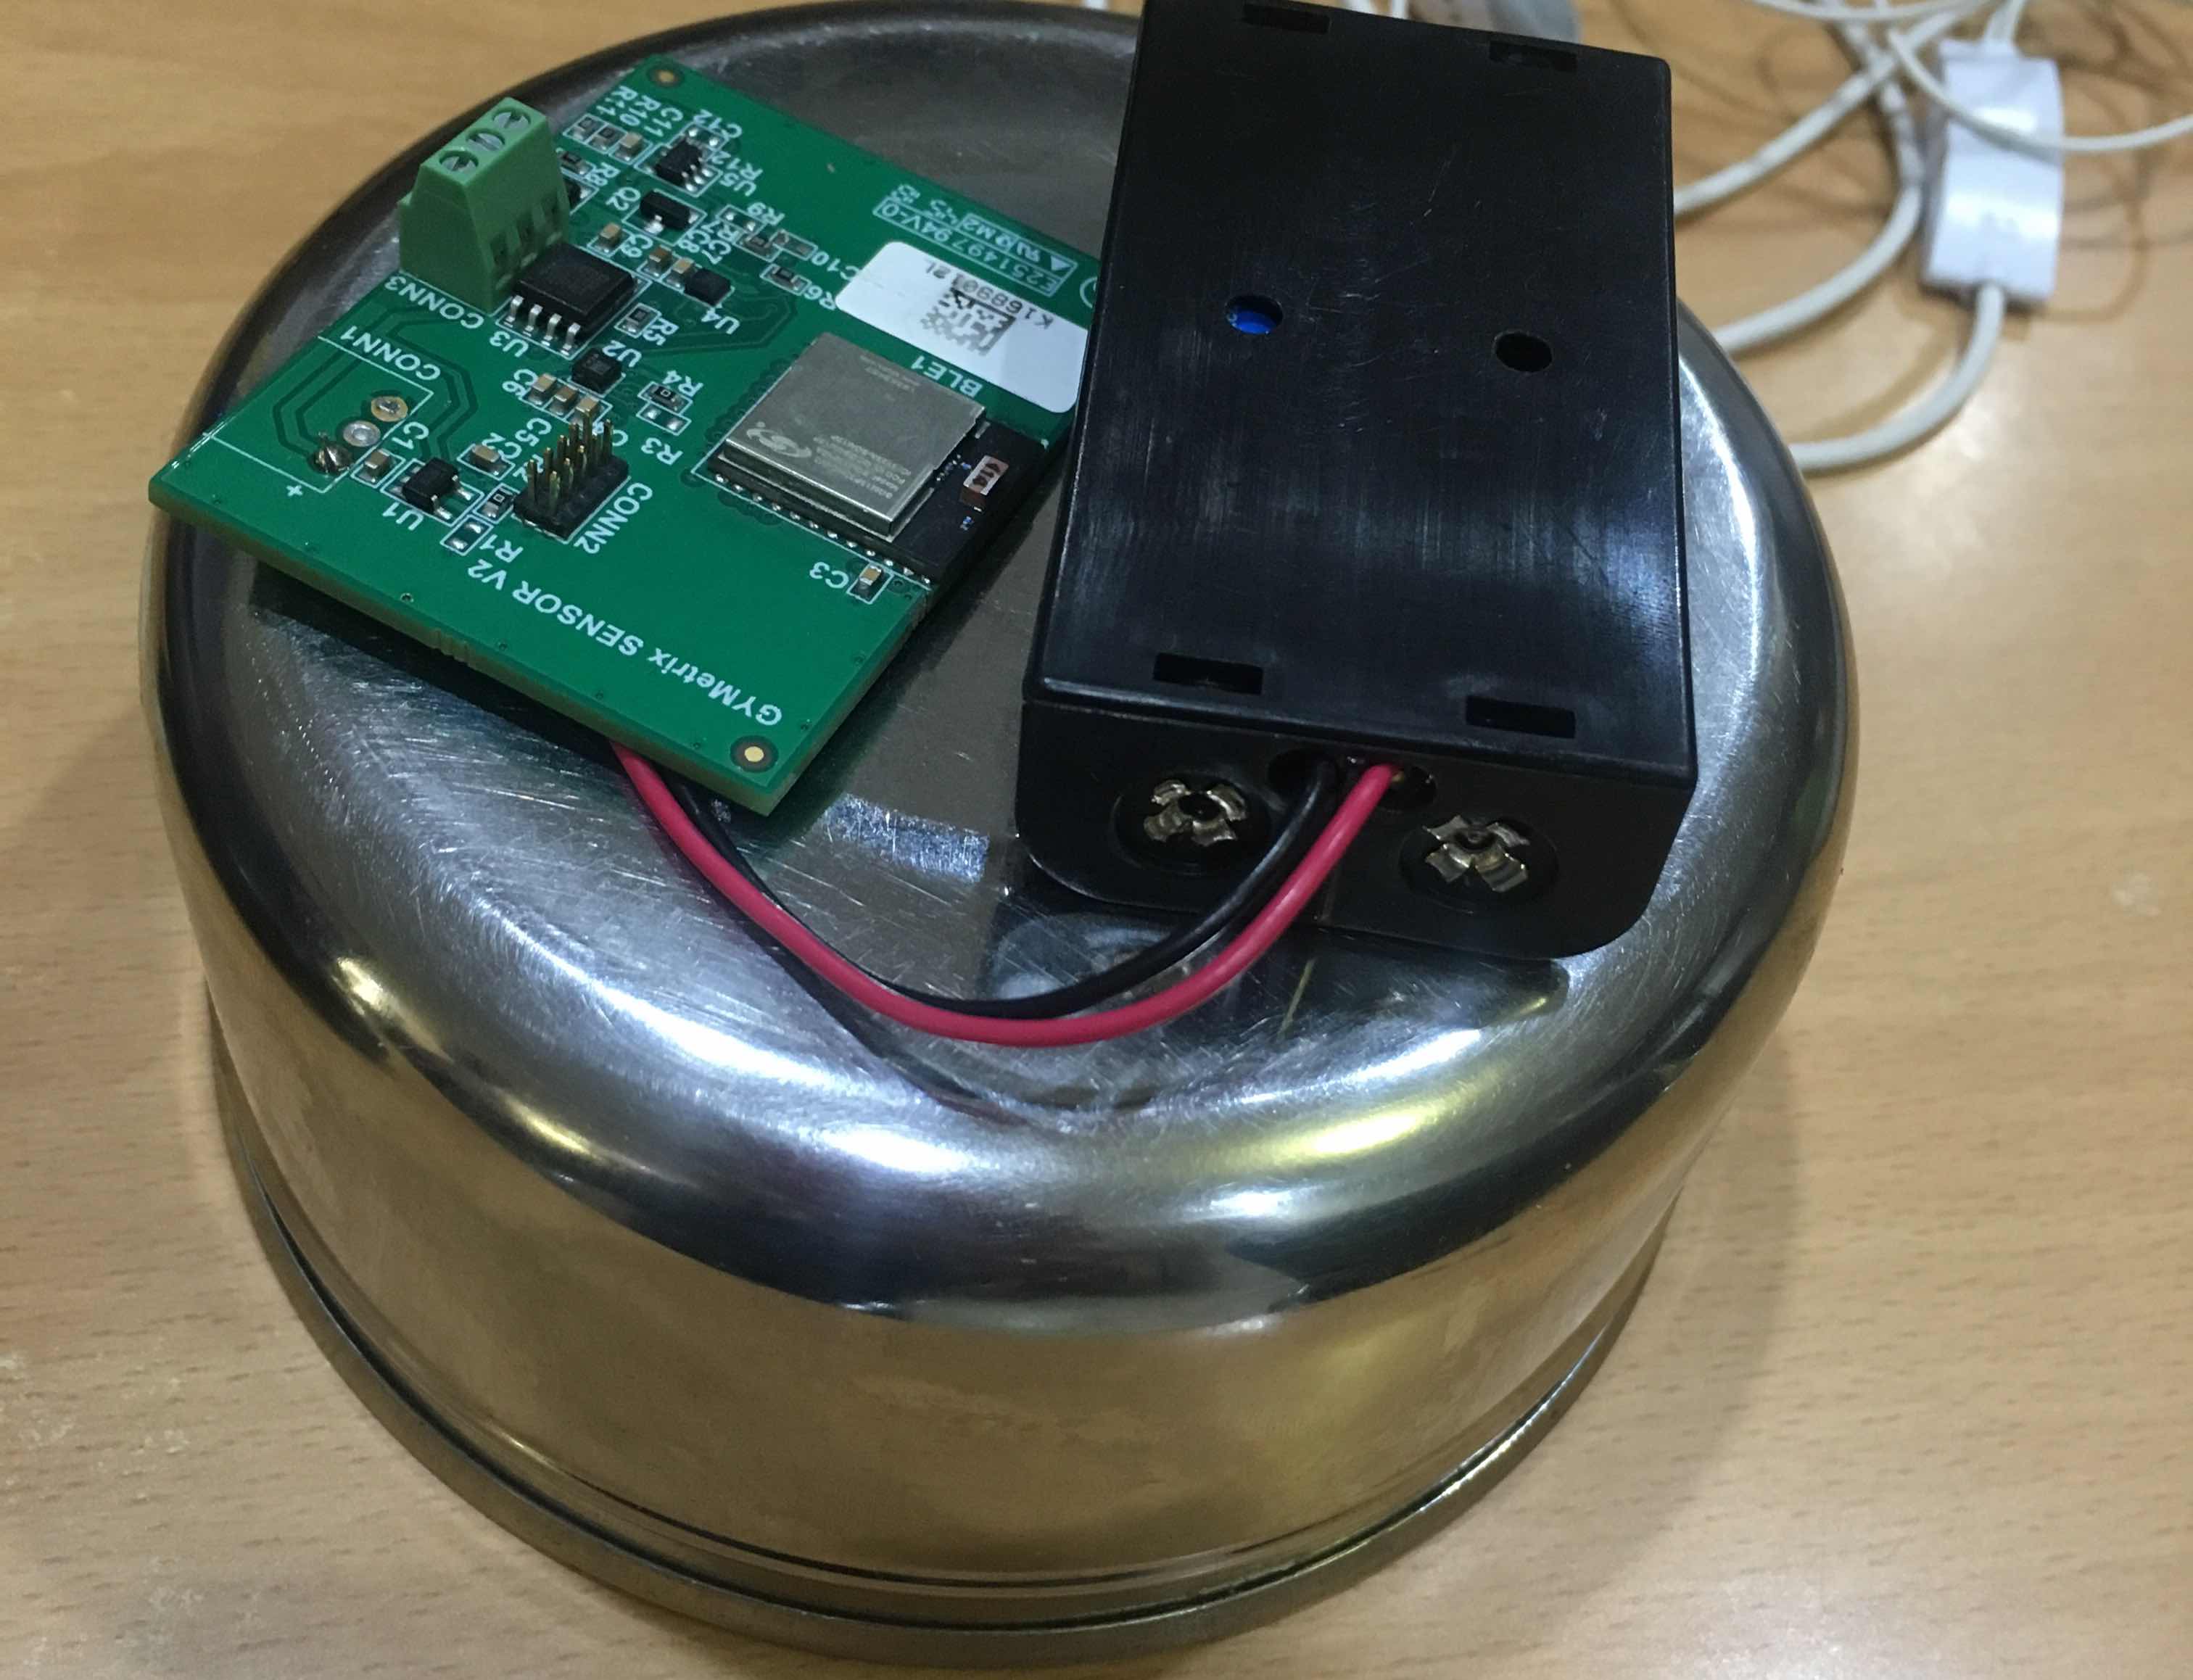 GYMetrix SENSOR V2
CONN1
CONN2
CONN3
BLE1
K1689012L
E251497 94V-0
+
U1
U2
U3
U4
U5
Q2
R1
R3
R4
R5
R6
R7
R8
R9
R10
R11
R12
C1
C2
C3
C5
C6
C7
C8
C9
C10
C11
C12